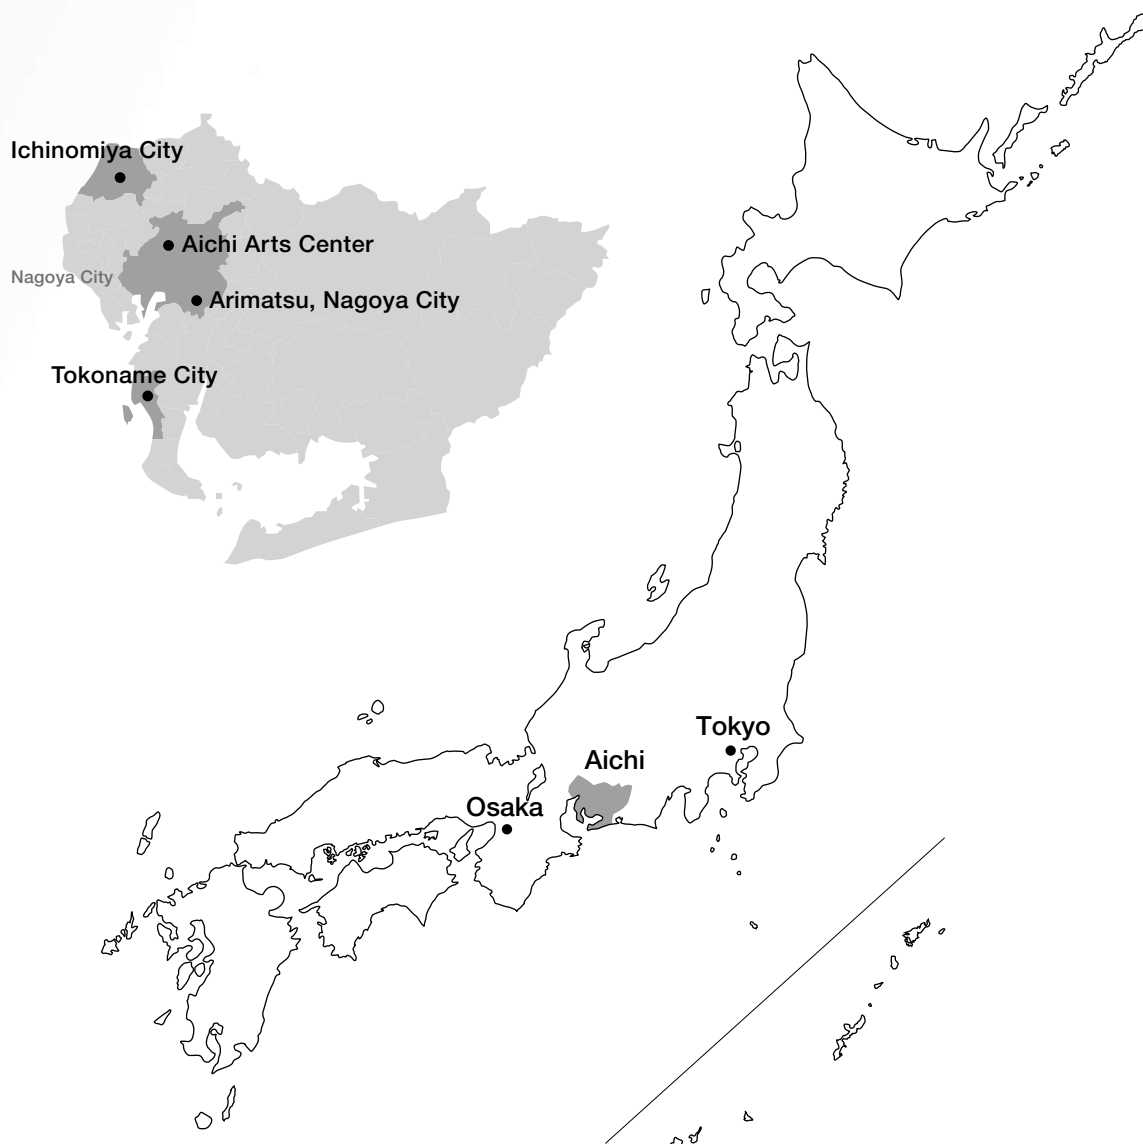 Ichinomiya City
Aichi Arts Center
Nagoya City
Arimatsu, Nagoya City
Tokoname City
Tokyo
Aichi
Osaka